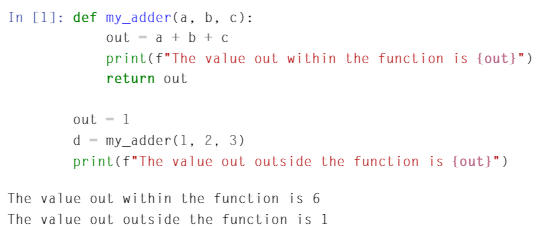 In [1]: def my_adder(a, b, c):
            out = a + b + c
            print(f"The value out within the function is {out}")
            return out

        out = 1
        d = my_adder(1, 2, 3)
        print(f"The value out outside the function is {out}")
The value out within the function is 6
The value out outside the function is 1